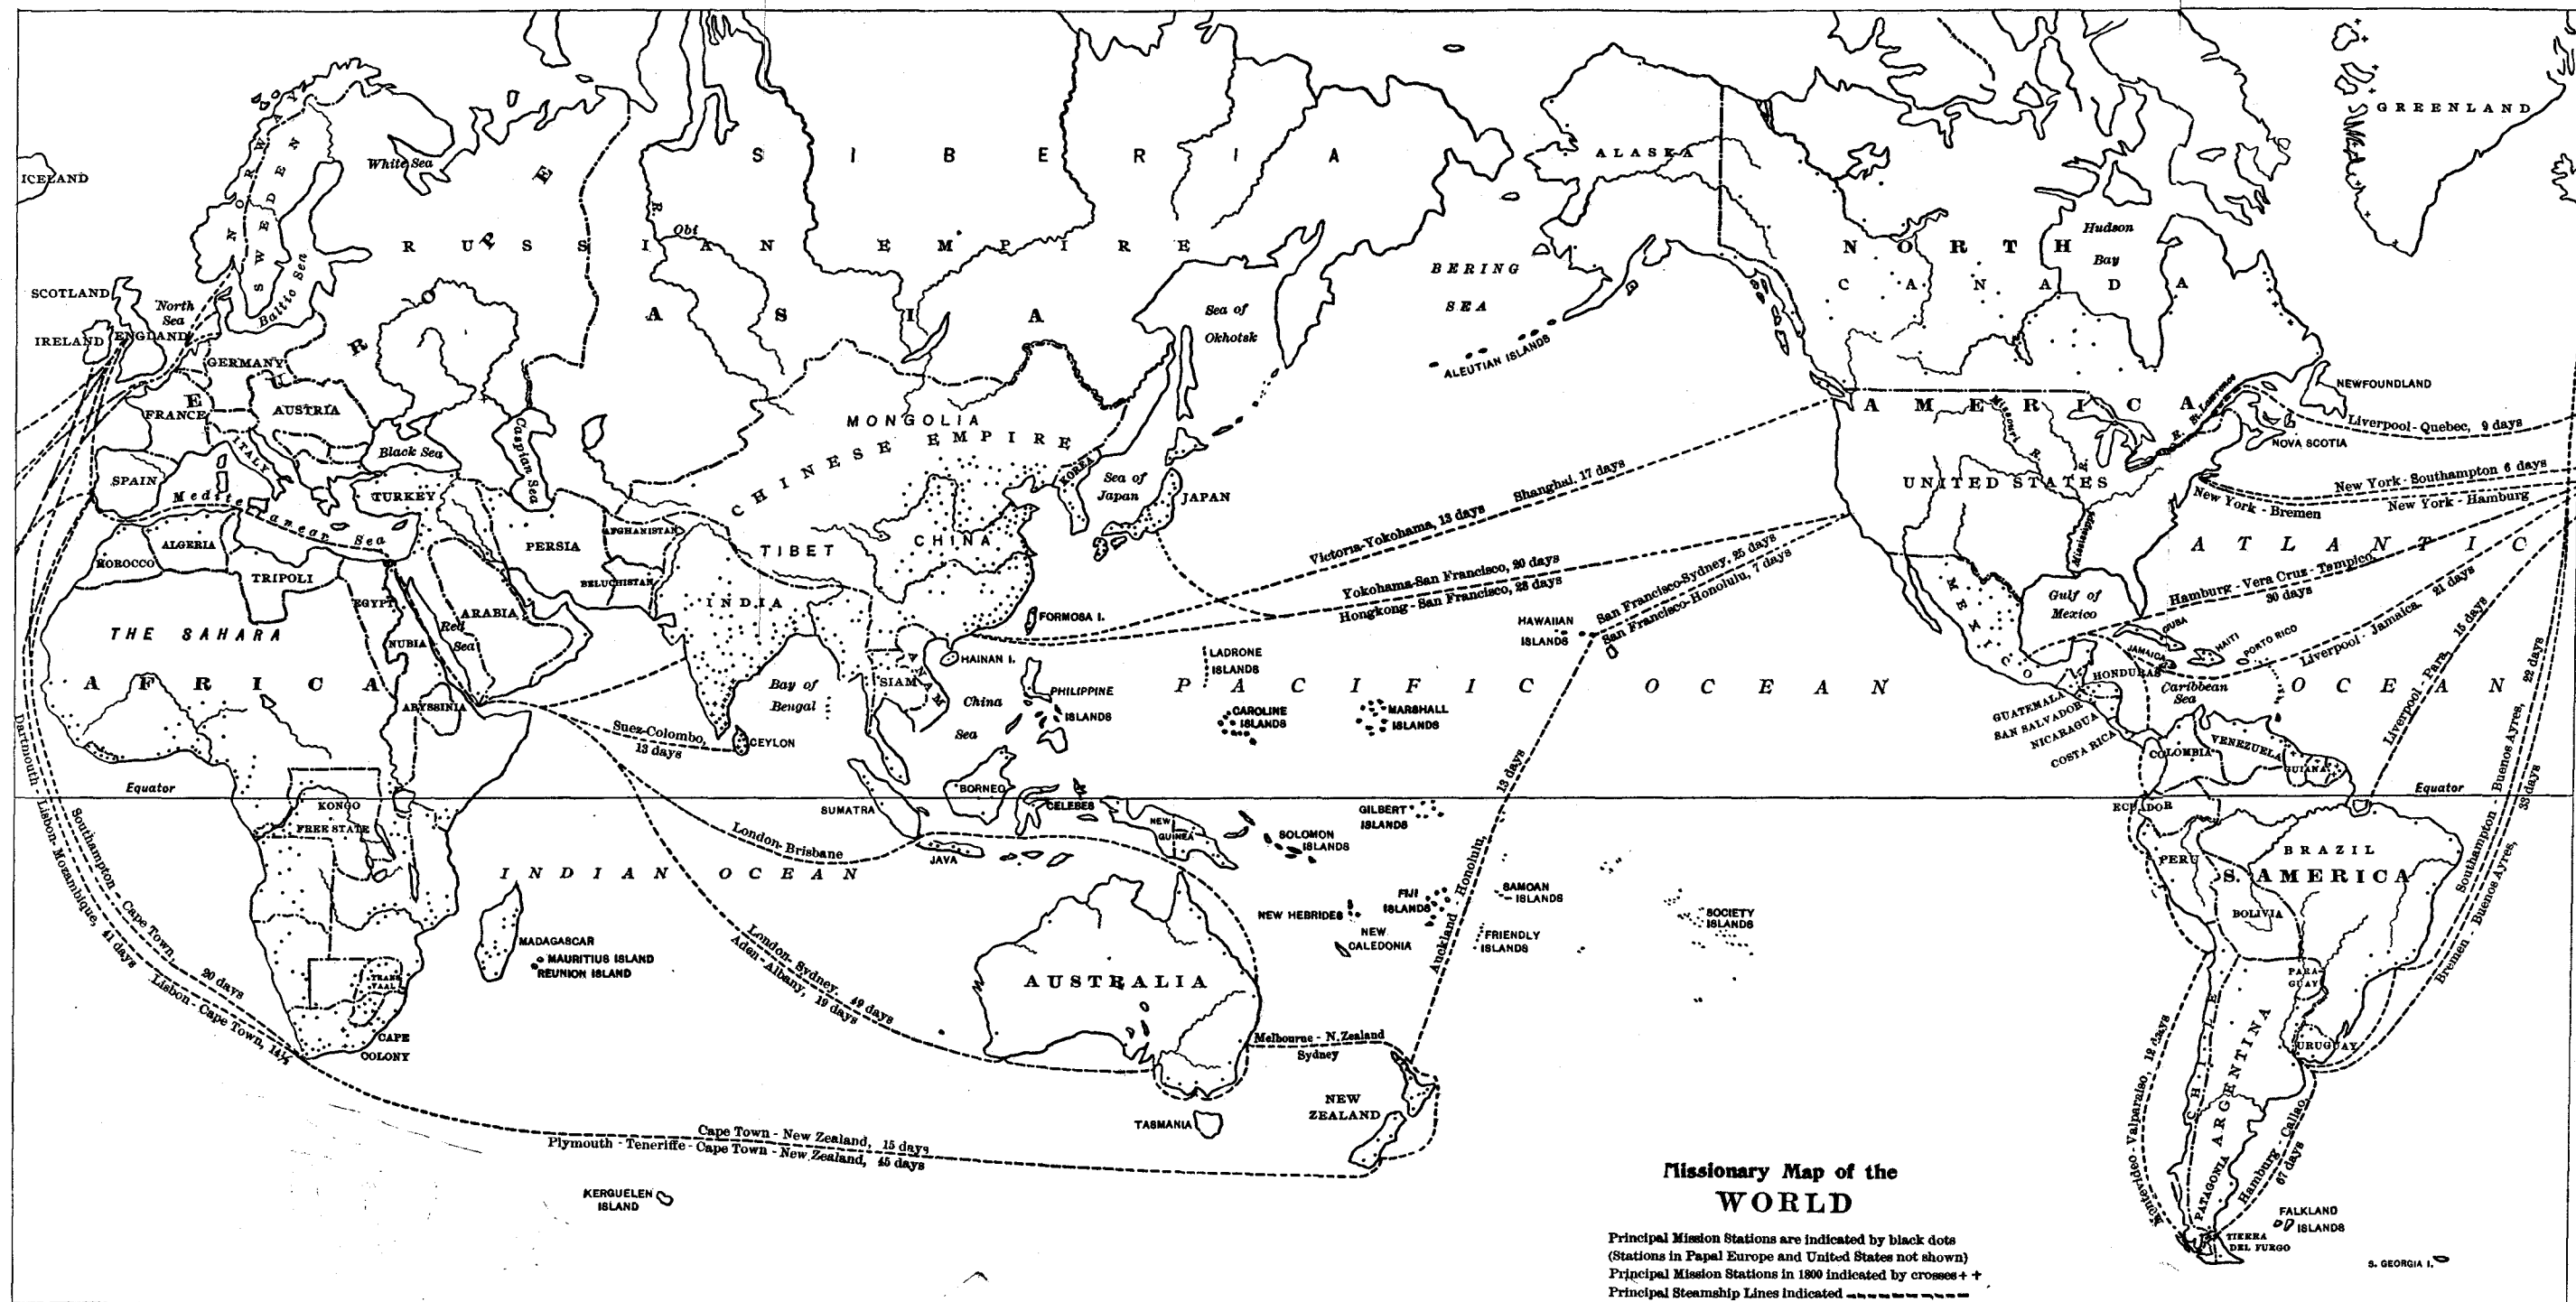 GREENLAND
ICELAND
NORWAY
SWEDEN
White Sea
SIBERIA
ALASKA
R. Obi
RUSSIAN EMPIRE
EUROPE
ASIA
BERING
SEA
NORTH
AMERICA
CANADA
Hudson
Bay
SCOTLAND
North
Sea
Baltic Sea
IRELAND
ENGLAND
GERMANY
Sea of
Okhotsk
ALEUTIAN ISLANDS
NEWFOUNDLAND
R. St. Lawrence
Liverpool - Quebec, 9 days
NOVA SCOTIA
FRANCE
AUSTRIA
ITALY
Black Sea
Caspian Sea
MONGOLIA
CHINESE EMPIRE
KOREA
Sea of
Japan
JAPAN
SPAIN
Mediterranean Sea
TURKEY
Victoria-Yokohama, 13 days
Shanghai. 17 days
Missouri R.
UNITED STATES
Mississippi R.
New York - Southampton 6 days
New York - Bremen
New York - Hamburg
MOROCCO
ALGERIA
TRIPOLI
EGYPT
PERSIA
AFGHANISTAN
BELUCHISTAN
TIBET
CHINA
ATLANTIC
OCEAN
Yokohama-San Francisco, 20 days
Hongkong - San Francisco, 28 days
San Francisco-Sydney, 25 days
San Francisco-Honolulu, 7 days
MEXICO
Gulf of
Mexico
Hamburg - Vera Cruz - Tampico,
30 days
THE SAHARA
AFRICA
NUBIA
Red
Sea
ARABIA
INDIA
FORMOSA I.
HAINAN I.
HAWAIIAN
ISLANDS
CUBA
HAITI
PORTO RICO
JAMAICA
Liverpool - Jamaica, 21 days
Liverpool - Para, 15 days
ABYSSINIA
Bay of
Bengal
SIAM
ANAM
China
Sea
PHILIPPINE
ISLANDS
LADRONE
ISLANDS
PACIFIC OCEAN
CAROLINE
ISLANDS
MARSHALL
ISLANDS
HONDURAS
Caribbean
Sea
GUATEMALA
SAN SALVADOR
NICARAGUA
COSTA RICA
Suez-Colombo,
13 days
CEYLON
COLOMBIA
VENEZUELA
GUIANA
Equator
KONGO
FREE STATE
SUMATRA
BORNEO
CELEBES
NEW
GUINEA
JAVA
GILBERT
ISLANDS
SOLOMON
ISLANDS
ECUADOR
Equator
London-Brisbane
INDIAN OCEAN
PERU
BRAZIL
S. AMERICA
BOLIVIA
MADAGASCAR
MAURITIUS ISLAND
REUNION ISLAND
NEW HEBRIDES
FIJI
ISLANDS
NEW
CALEDONIA
SAMOAN
ISLANDS
FRIENDLY
ISLANDS
SOCIETY
ISLANDS
Auckland - Honolulu, 13 days
Dartmouth - Lisbon - Mozambique, 41 days
Southampton - Cape Town, 20 days
Lisbon - Cape Town, 14½
TRANS
VAAL
CAPE
COLONY
London - Sydney. 49 days
Aden - Albany, 19 days
AUSTRALIA
Melbourne - N. Zealand
Sydney
NEW
ZEALAND
TASMANIA
PARA-
GUAY
URUGUAY
CHILE
ARGENTINA
PATAGONIA
Southampton - Buenos Ayres, 22 days
Bremen - Buenos Ayres, 33 days
Montevideo-Valparaiso, 12 days
Hamburg - Callao,
67 days
Cape Town - New Zealand, 15 days
Plymouth - Teneriffe - Cape Town - New Zealand, 45 days
KERGUELEN
ISLAND
FALKLAND
ISLANDS
TIERRA
DEL FURGO
S. GEORGIA I.
Missionary Map of the
WORLD
Principal Mission Stations are indicated by black dots
(Stations in Papal Europe and United States not shown)
Principal Mission Stations in 1800 indicated by crosses + +
Principal Steamship Lines indicated